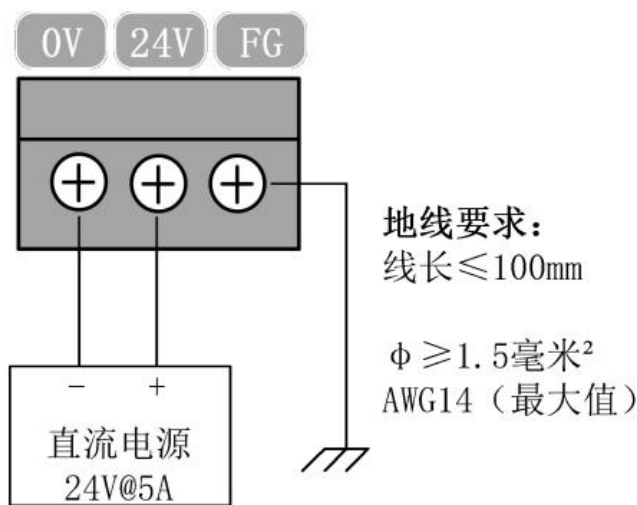 0V 24V FG
地线要求：
线长≤100mm
φ≥1.5毫米²
AWG14（最大值）
- +
直流电源
24V@5A